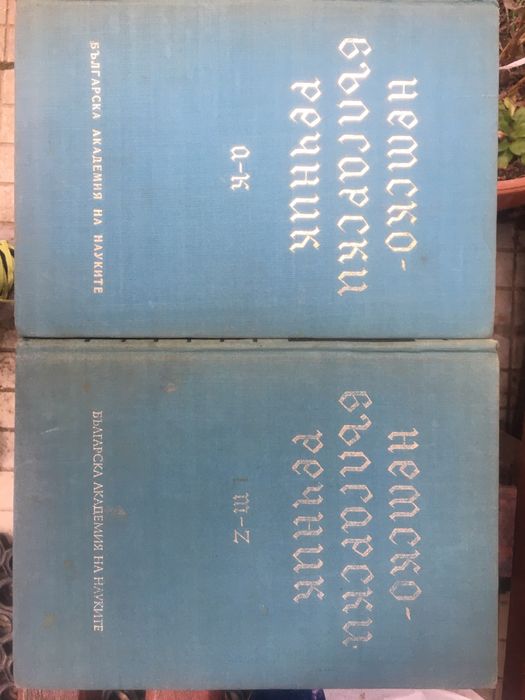 НЕМСКО-
БЪЛГАРСКИ
РЕЧНИК
a-k
БЪЛГАРСКА АКАДЕМИЯ НА НАУКИТЕ
НЕМСКО-
БЪЛГАРСКИ
РЕЧНИК
m-z
БЪЛГАРСКА АКАДЕМИЯ НА НАУКИТЕ